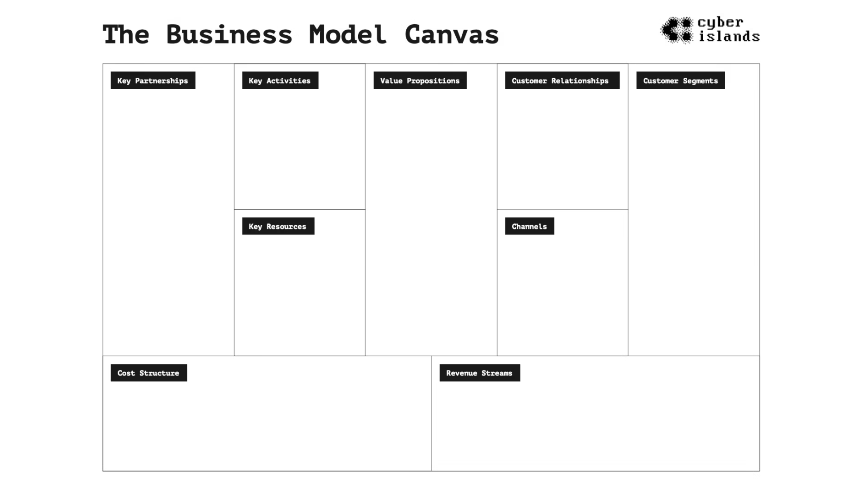 The Business Model Canvas
cyber
islands
Key Partnerships
Key Activities
Value Propositions
Customer Relationships
Customer Segments
Key Resources
Channels
Cost Structure
Revenue Streams